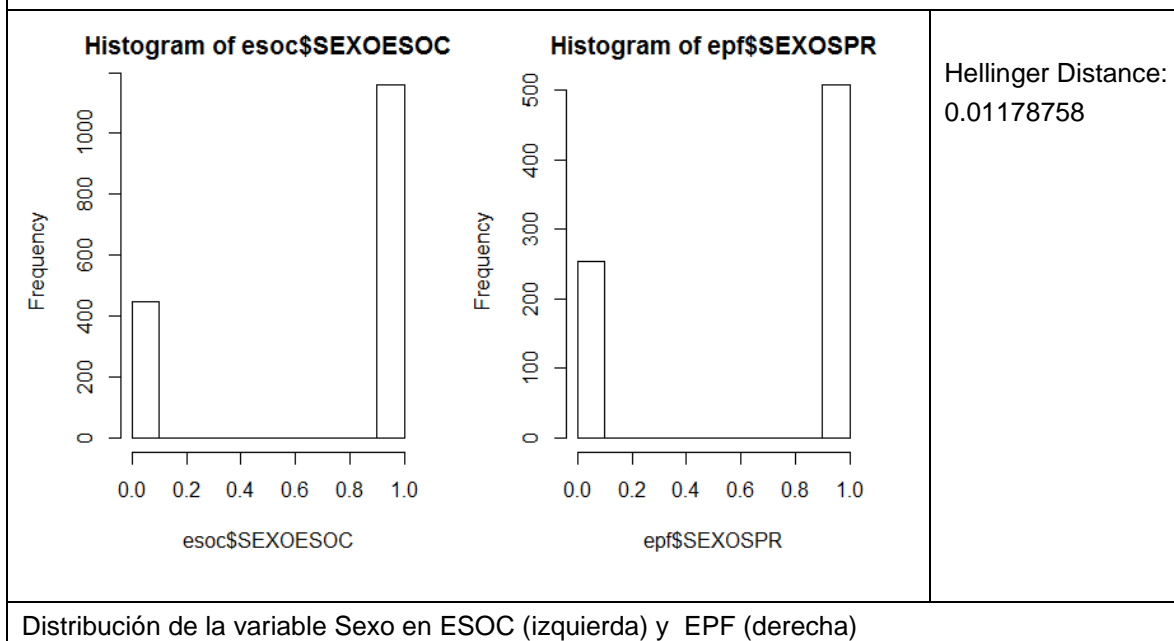 Histogram of esoc$SEXOESOC
Frequency
0
200
400
600
800
1000
0.0 0.2 0.4 0.6 0.8 1.0
esoc$SEXOESOC
Histogram of epf$SEXOSPR
Frequency
0
100
200
300
400
500
0.0 0.2 0.4 0.6 0.8 1.0
epf$SEXOSPR
Hellinger Distance:
0.01178758
Distribución de la variable Sexo en ESOC (izquierda) y EPF (derecha)